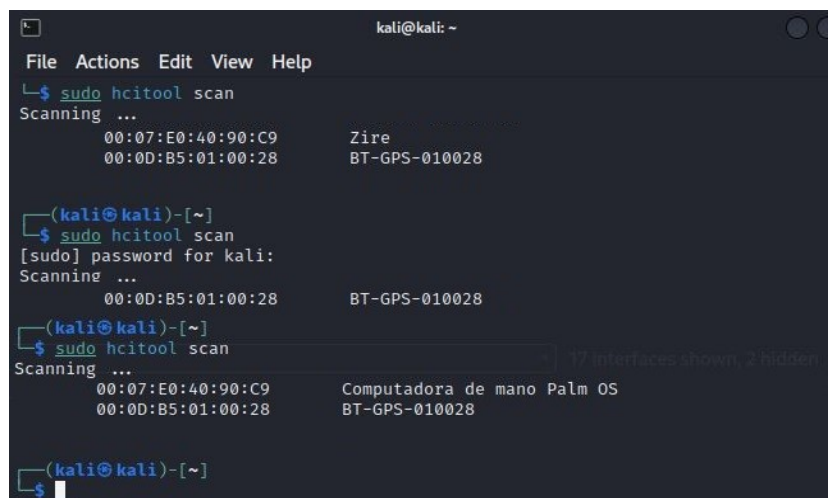 kali@kali: ~
File Actions Edit View Help
└─$ sudo hcitool scan
Scanning ...
00:07:E0:40:90:C9 Zire
00:0D:B5:01:00:28 BT-GPS-010028
┌──(kali㉿kali)-[~]
└─$ sudo hcitool scan
[sudo] password for kali:
Scanning ...
00:0D:B5:01:00:28 BT-GPS-010028
┌──(kali㉿kali)-[~]
└─$ sudo hcitool scan
17 interfaces shown, 2 hidden
Scanning ...
00:07:E0:40:90:C9 Computadora de mano Palm OS
00:0D:B5:01:00:28 BT-GPS-010028
┌──(kali㉿kali)-[~]
└─$